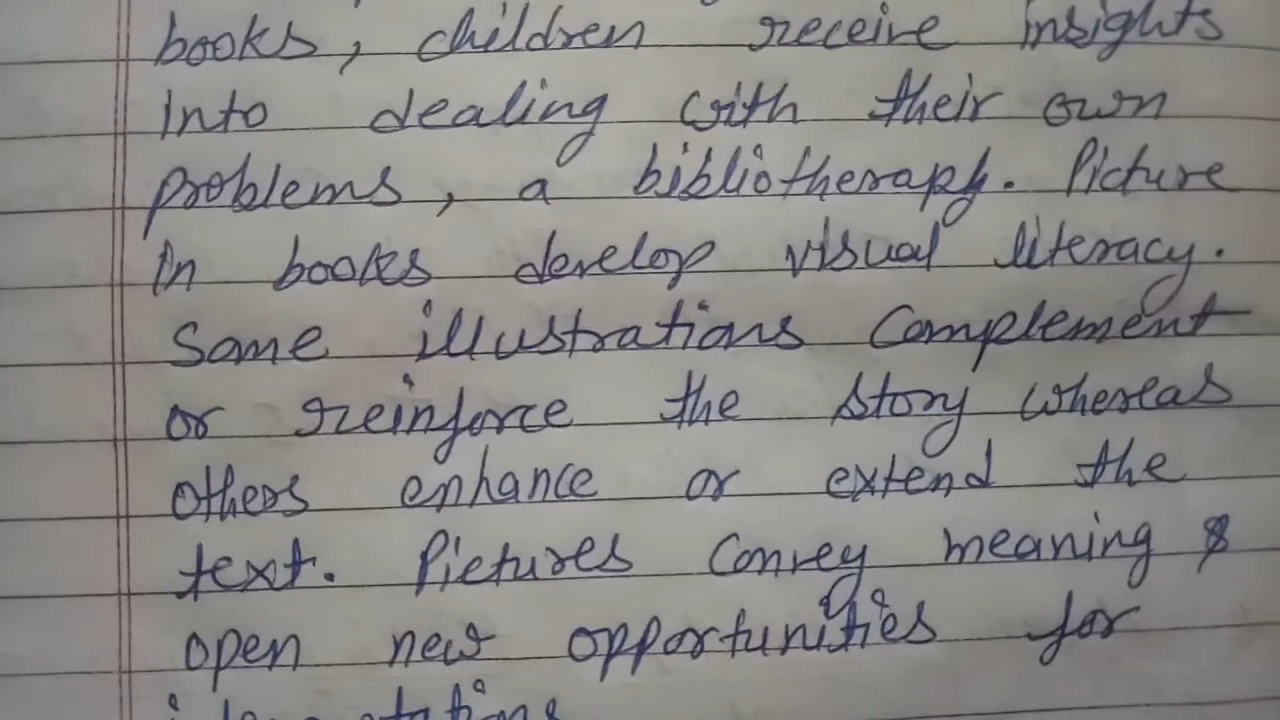 books, children receive insights
into dealing with their own
problems, a bibliotherapy. Picture
in books develop visual literacy.
Some illustrations complement
or reinforce the story whereas
others enhance or extend the
text. Pictures convey meaning &
open new opportunities for